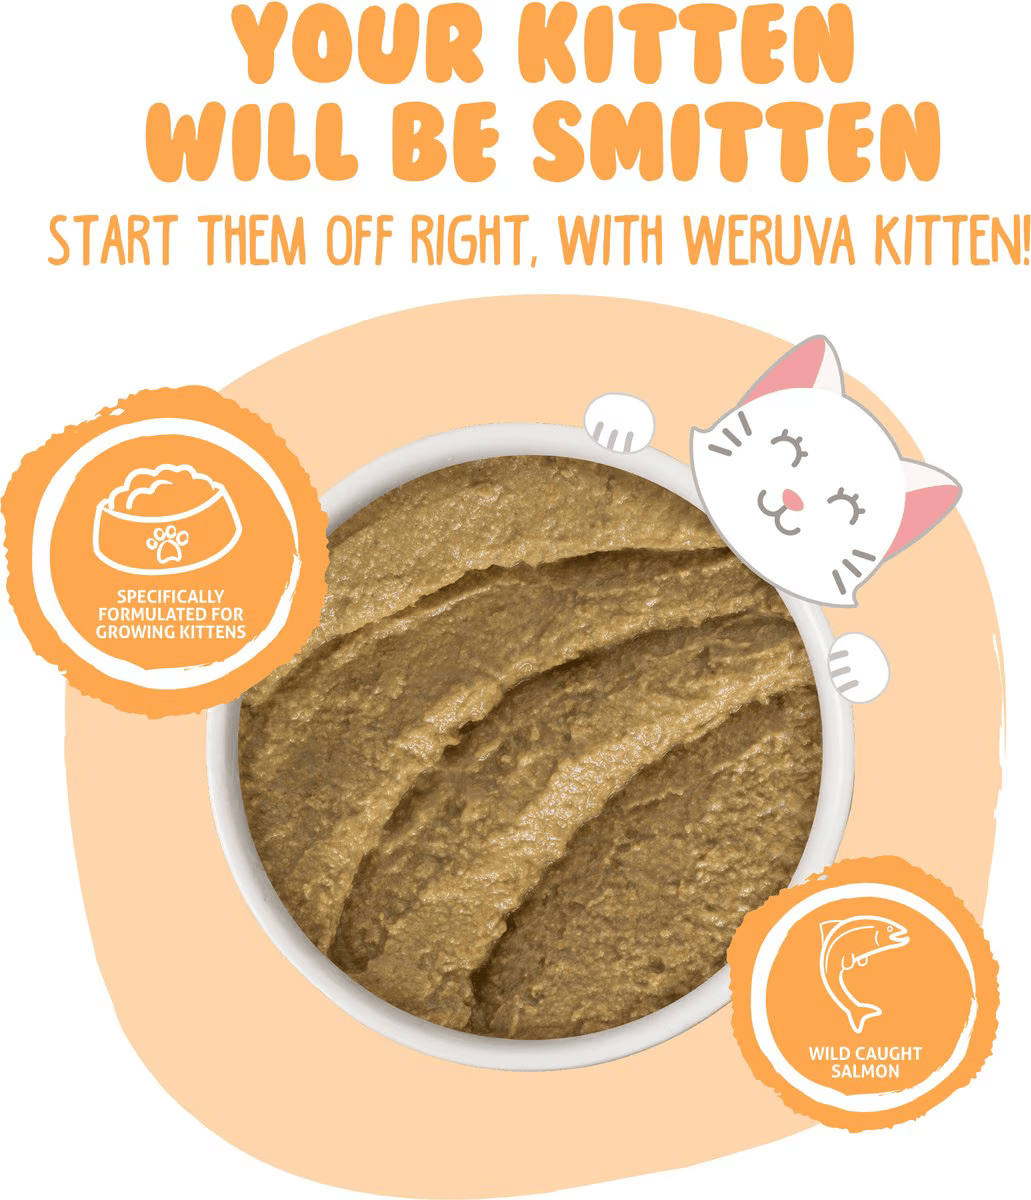 YOUR KITTEN
WILL BE SMITTEN
START THEM OFF RIGHT, WITH WERUVA KITTEN!
SPECIFICALLY
FORMULATED FOR
GROWING KITTENS
WILD CAUGHT
SALMON